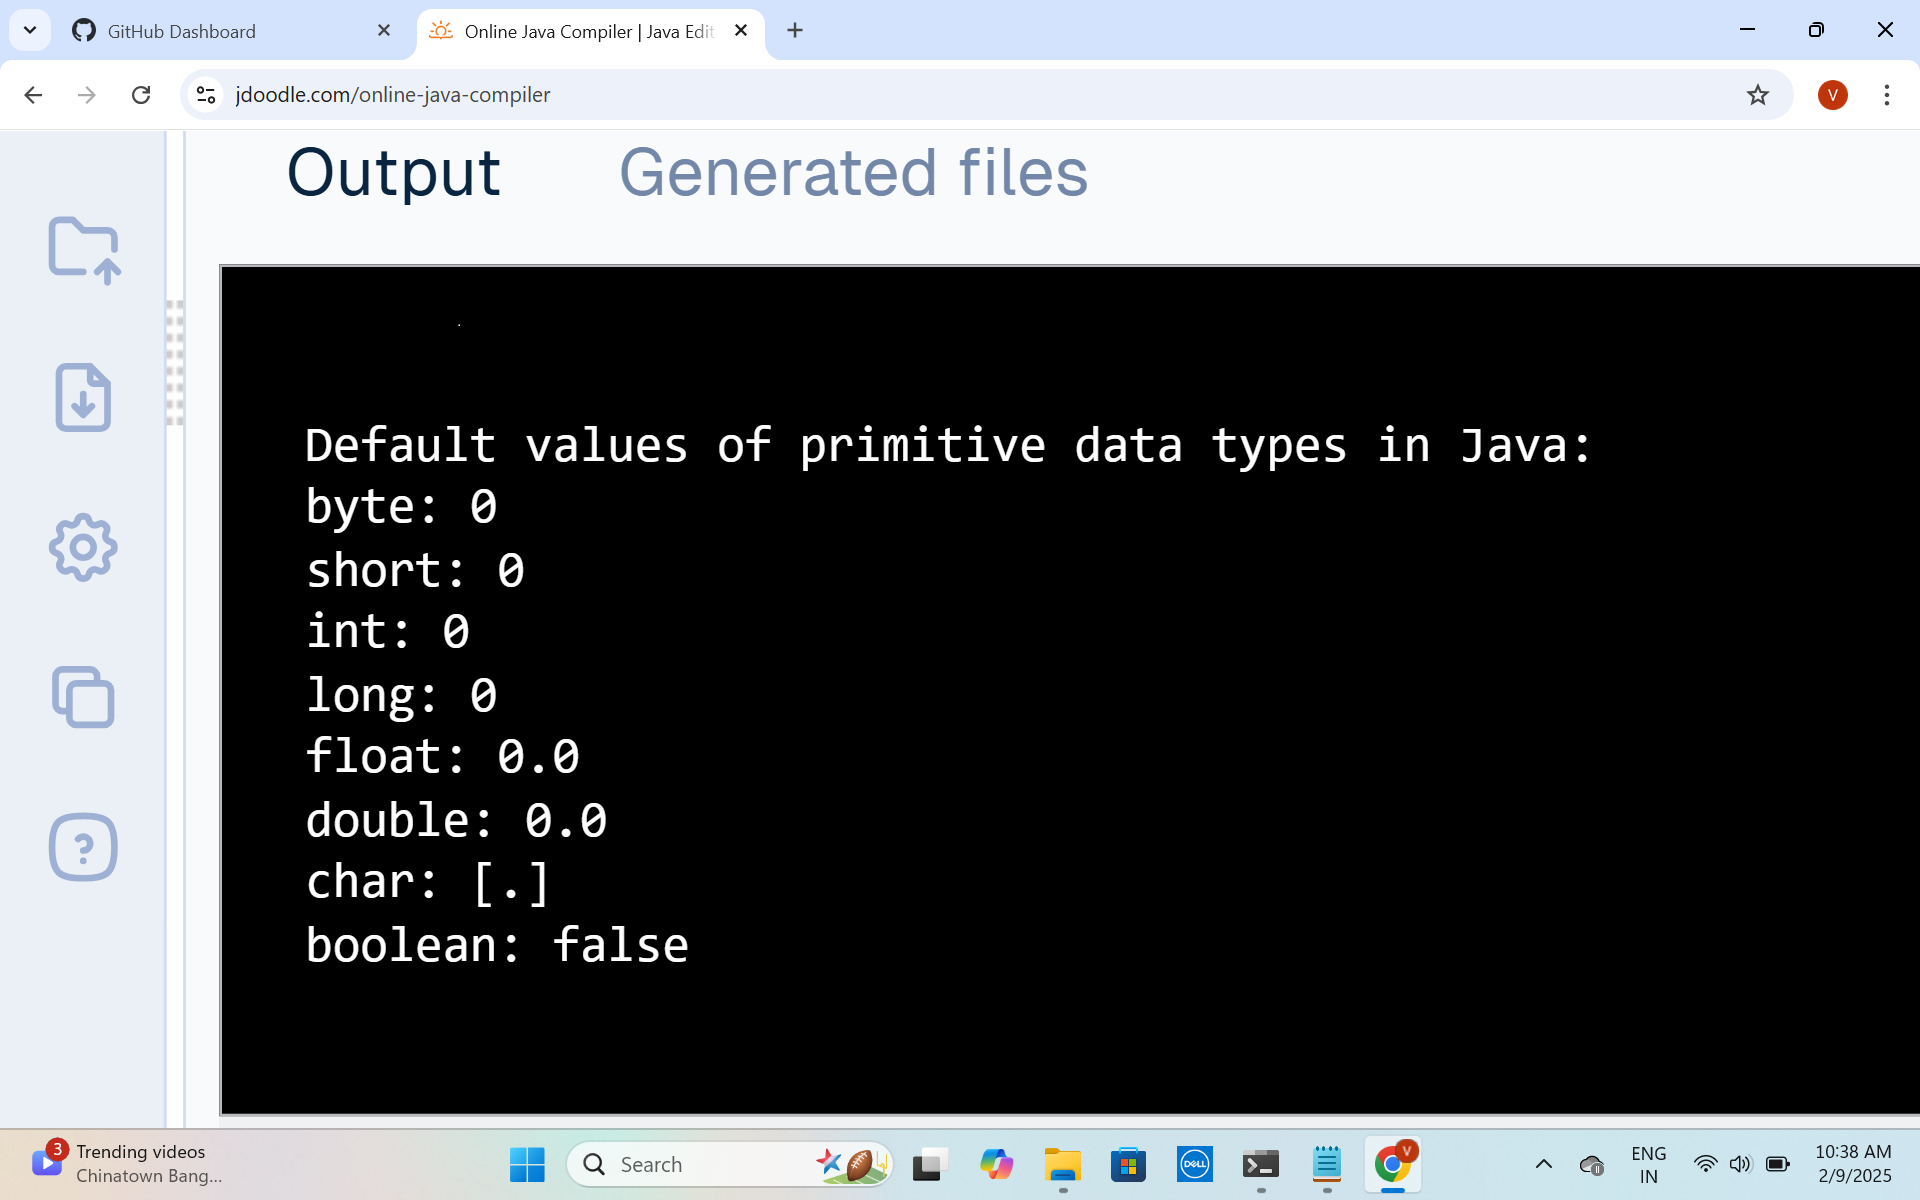 GitHub Dashboard
Online Java Compiler | Java Edit
jdoodle.com/online-java-compiler
V
Output
Generated files
Default values of primitive data types in Java:
byte: 0
short: 0
int: 0
long: 0
float: 0.0
double: 0.0
char: [.]
boolean: false
3
Trending videos
Chinatown Bang...
Search
DELL
V
ENG
IN
10:38 AM
2/9/2025